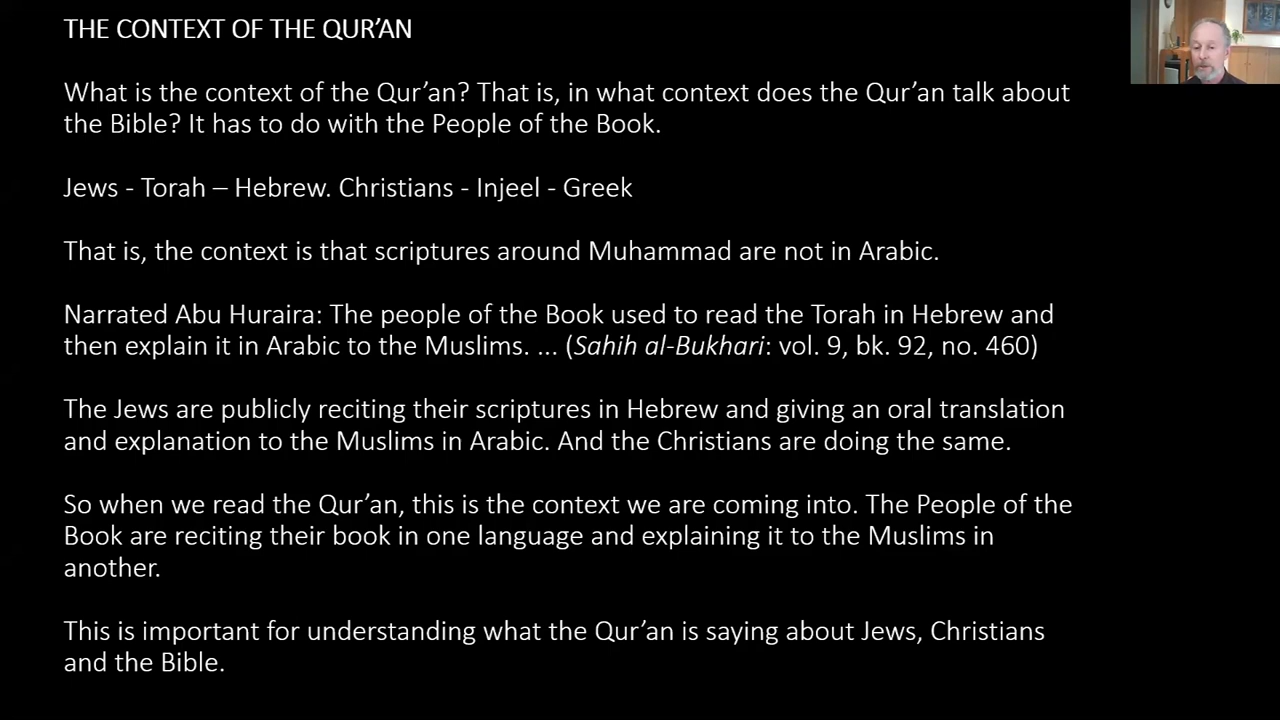 THE CONTEXT OF THE QUR’AN
What is the context of the Qur’an? That is, in what context does the Qur’an talk about
the Bible? It has to do with the People of the Book.
Jews - Torah – Hebrew. Christians - Injeel - Greek
That is, the context is that scriptures around Muhammad are not in Arabic.
Narrated Abu Huraira: The people of the Book used to read the Torah in Hebrew and
then explain it in Arabic to the Muslims. ... (Sahih al-Bukhari: vol. 9, bk. 92, no. 460)
The Jews are publicly reciting their scriptures in Hebrew and giving an oral translation
and explanation to the Muslims in Arabic. And the Christians are doing the same.
So when we read the Qur’an, this is the context we are coming into. The People of the
Book are reciting their book in one language and explaining it to the Muslims in
another.
This is important for understanding what the Qur’an is saying about Jews, Christians
and the Bible.